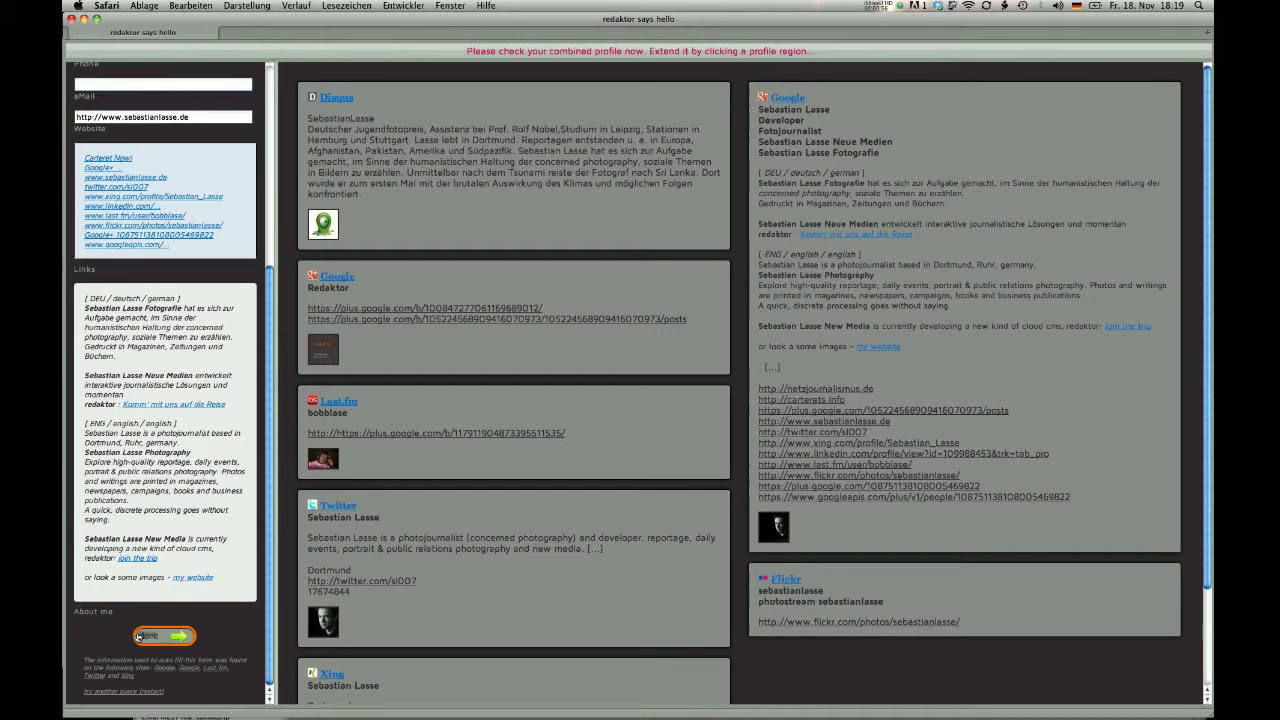 Safari Ablage Bearbeiten Darstellung Verlauf Lesezeichen Entwickler Fenster Hilfe
00:00:56
1
Fr. 18. Nov 18:19
redaktor says hello
redaktor says hello
Please check your combined profile now. Extend it by clicking a profile region...
Phone
eMail
http://www.sebastianlasse.de
Website
Carteret Now!
Google+ ...
www.sebastianlasse.de
twitter.com/sl007
www.xing.com/profile/Sebastian_Lasse
www.linkedin.com/...
www.last.fm/user/bobblase/
www.flickr.com/photos/sebastianlasse/
Google+ 108751138108005469822
www.googleapis.com/...
Links
[ DEU / deutsch / german ]
Sebastian Lasse Fotografie hat es sich zur
Aufgabe gemacht, im Sinne der
humanistischen Haltung der concerned
photography, soziale Themen zu erzählen.
Gedruckt in Magazinen, Zeitungen und
Büchern.
Sebastian Lasse Neue Medien entwickelt
interaktive journalistische Lösungen und
momentan
redaktor : Komm' mit uns auf die Reise
[ ENG / english / english ]
Sebastian Lasse is a photojournalist based in
Dortmund, Ruhr, germany.
Sebastian Lasse Photography
Explore high-quality reportage, daily events,
portrait & public relations photography. Photos
and writings are printed in magazines,
newspapers, campaigns, books and business
publications.
A quick, discrete processing goes without
saying.
Sebastian Lasse New Media is currently
developing a new kind of cloud cms,
redaktor: join the trip
or look a some images - my website
About me
The information used to auto fill this form was found
on the following sites: Google, Google, Last.fm,
Twitter and Xing
try another query (restart)
Disqus
SebastianLasse
Deutscher Jugendfotopreis, Assistenz bei Prof. Rolf Nobel,Studium in Leipzig, Stationen in
Hamburg und Stuttgart. Lasse lebt in Dortmund. Reportagen entstanden u. a. in Europa,
Afghanistan, Pakistan, Amerika und Südpazifik. Sebastian Lasse hat es sich zur Aufgabe
gemacht, im Sinne der humanistischen Haltung der concerned photography, soziale Themen
in Bildern zu erzählen. Unmittelbar nach dem Tsunami leiste der Fotograf nach Sri Lanka. Dort
wurde er zum ersten Mal mit der brutalen Auswirkung des Klimas und möglichen Folgen
konfrontiert.
Google
Redaktor
https://plus.google.com/b/100847277061169689012/
https://plus.google.com/b/105224568909416070973/105224568909416070973/posts
Last.fm
bobblase
http://https://plus.google.com/b/117911904873395511535/
Twitter
Sebastian Lasse
Sebastian Lasse is a photojournalist (concerned photography) and developer. reportage, daily
events, portrait & public relations photography and new media. [...]
Dortmund
http://twitter.com/sl007
17674844
Xing
Sebastian Lasse
Google
Sebastian Lasse
Developer
Fotojournalist
Sebastian Lasse Neue Medien
Sebastian Lasse Fotografie
[ DEU / deutsch / german ]
Sebastian Lasse Fotografie hat es sich zur Aufgabe gemacht, im Sinne der humanistischen Haltung der
concerned photography, soziale Themen zu erzählen.
Gedruckt in Magazinen, Zeitungen und Büchern.
Sebastian Lasse Neue Medien entwickelt interaktive journalistische Lösungen und momentan
redaktor : Komm' mit uns auf die Reise
[ ENG / english / english ]
Sebastian Lasse is a photojournalist based in Dortmund, Ruhr, germany.
Sebastian Lasse Photography
Explore high-quality reportage, daily events, portrait & public relations photography. Photos and writings
are printed in magazines, newspapers, campaigns, books and business publications.
A quick, discrete processing goes without saying.
Sebastian Lasse New Media is currently developing a new kind of cloud cms, redaktor: join the trip
or look a some images - my website
. [...]
http://netzjournalismus.de
http://carterets.info
https://plus.google.com/105224568909416070973/posts
http://www.sebastianlasse.de
http://twitter.com/sl007
http://www.xing.com/profile/Sebastian_Lasse
http://www.linkedin.com/profile/view?id=109988453&trk=tab_pro
http://www.last.fm/user/bobblase/
http://www.flickr.com/photos/sebastianlasse/
https://plus.google.com/108751138108005469822
https://www.googleapis.com/plus/v1/people/108751138108005469822
Flickr
sebastianlasse
photostream sebastianlasse
http://www.flickr.com/photos/sebastianlasse/